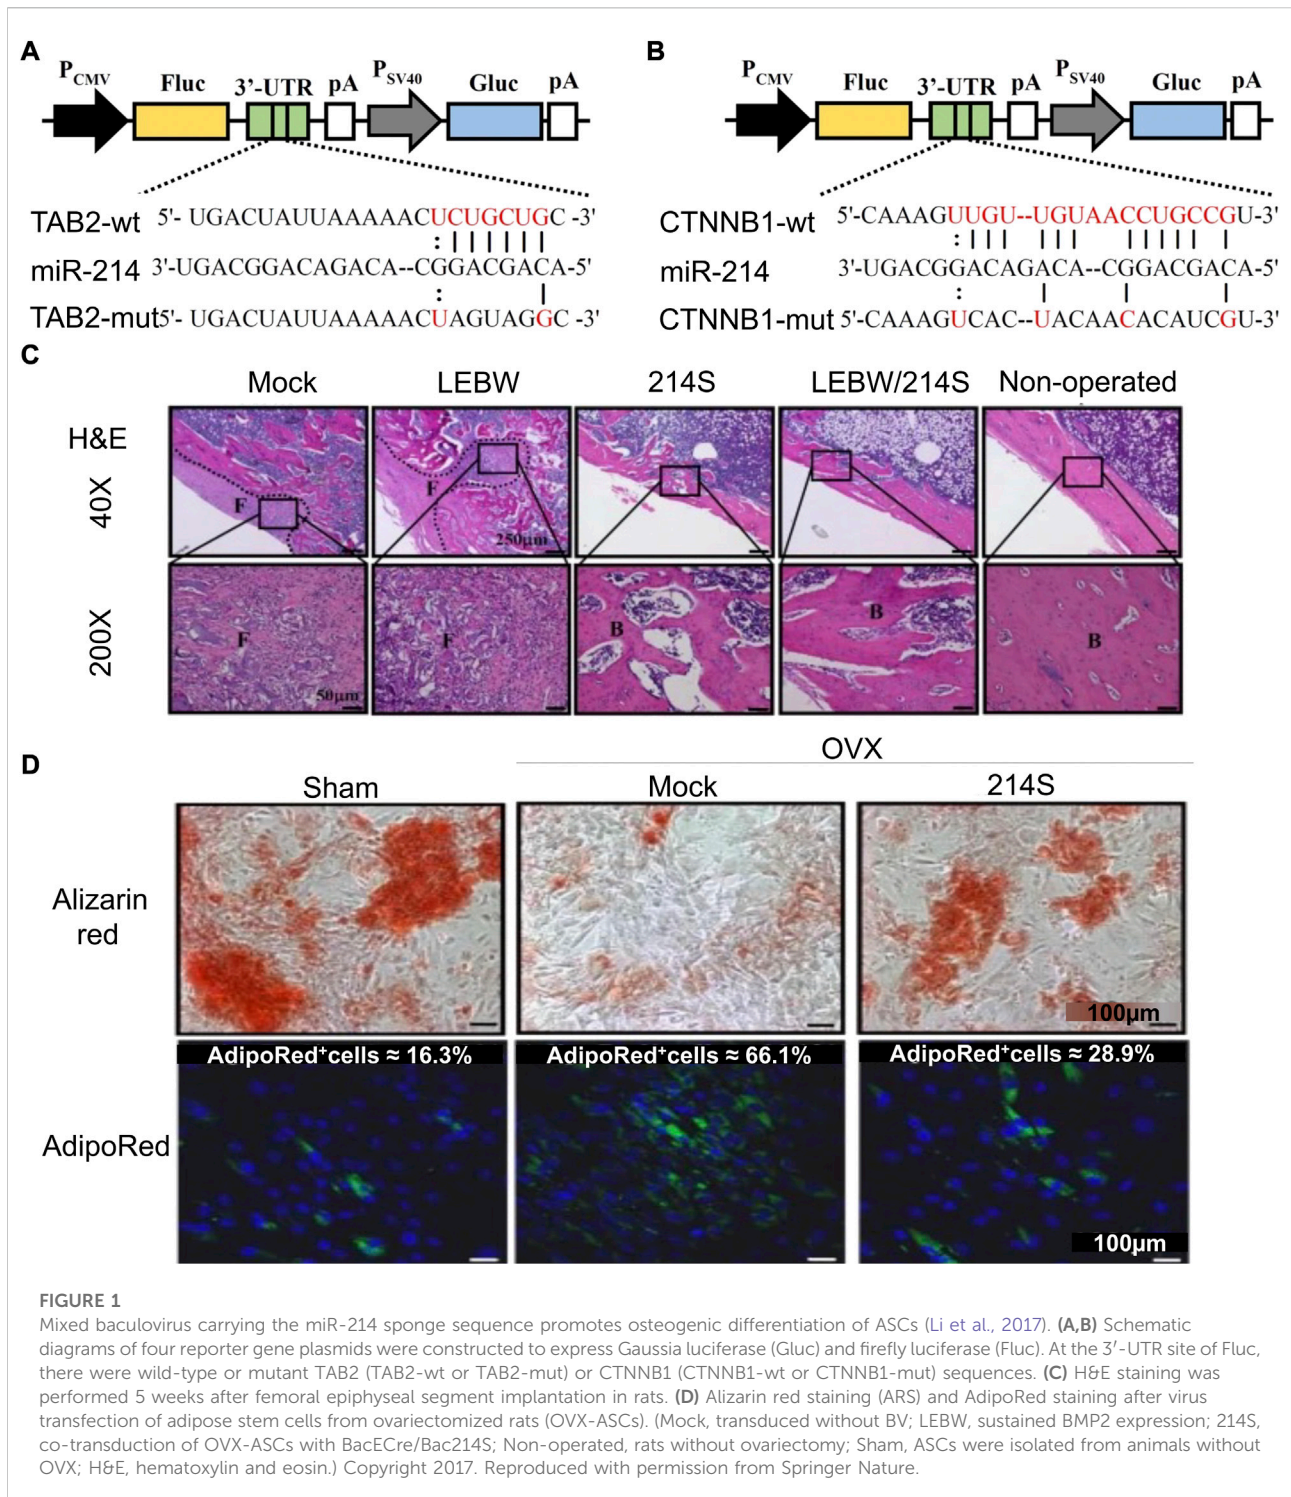 A
P_CMV Fluc 3'-UTR pA P_SV40 Gluc pA
TAB2-wt 5'- UGACUAUUAAAAACUCUGCUGC -3'
miR-214 3'-UGACGGACAGACA--CGGACGACA-5'
TAB2-mut 5'- UGACUAUUAAAAACUAGUAGGC -3'
B
P_CMV Fluc 3'-UTR pA P_SV40 Gluc pA
CTNNB1-wt 5'-CAAAGUUGU--UGUAACCUGCCGU-3'
miR-214 3'-UGACGGACAGACA--CGGACGACA-5'
CTNNB1-mut 5'-CAAAGUCAC--UACAACACAUCGU-3'
C
Mock LEBW 214S LEBW/214S Non-operated
H&E
40X
F F
250µm
200X
F F B B B
50µm
D
OVX
Sham Mock 214S
Alizarin
red
100µm
AdipoRed⁺cells ≈ 16.3% AdipoRed⁺cells ≈ 66.1% AdipoRed⁺cells ≈ 28.9%
AdipoRed
100µm
FIGURE 1
Mixed baculovirus carrying the miR-214 sponge sequence promotes osteogenic differentiation of ASCs (Li et al., 2017). (A,B) Schematic
diagrams of four reporter gene plasmids were constructed to express Gaussia luciferase (Gluc) and firefly luciferase (Fluc). At the 3′-UTR site of Fluc,
there were wild-type or mutant TAB2 (TAB2-wt or TAB2-mut) or CTNNB1 (CTNNB1-wt or CTNNB1-mut) sequences. (C) H&E staining was
performed 5 weeks after femoral epiphyseal segment implantation in rats. (D) Alizarin red staining (ARS) and AdipoRed staining after virus
transfection of adipose stem cells from ovariectomized rats (OVX-ASCs). (Mock, transduced without BV; LEBW, sustained BMP2 expression; 214S,
co-transduction of OVX-ASCs with BacECre/Bac214S; Non-operated, rats without ovariectomy; Sham, ASCs were isolated from animals without
OVX; H&E, hematoxylin and eosin.) Copyright 2017. Reproduced with permission from Springer Nature.